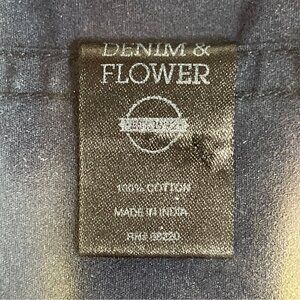 DENIM &
FLOWER
100% COTTON
MADE IN INDIA